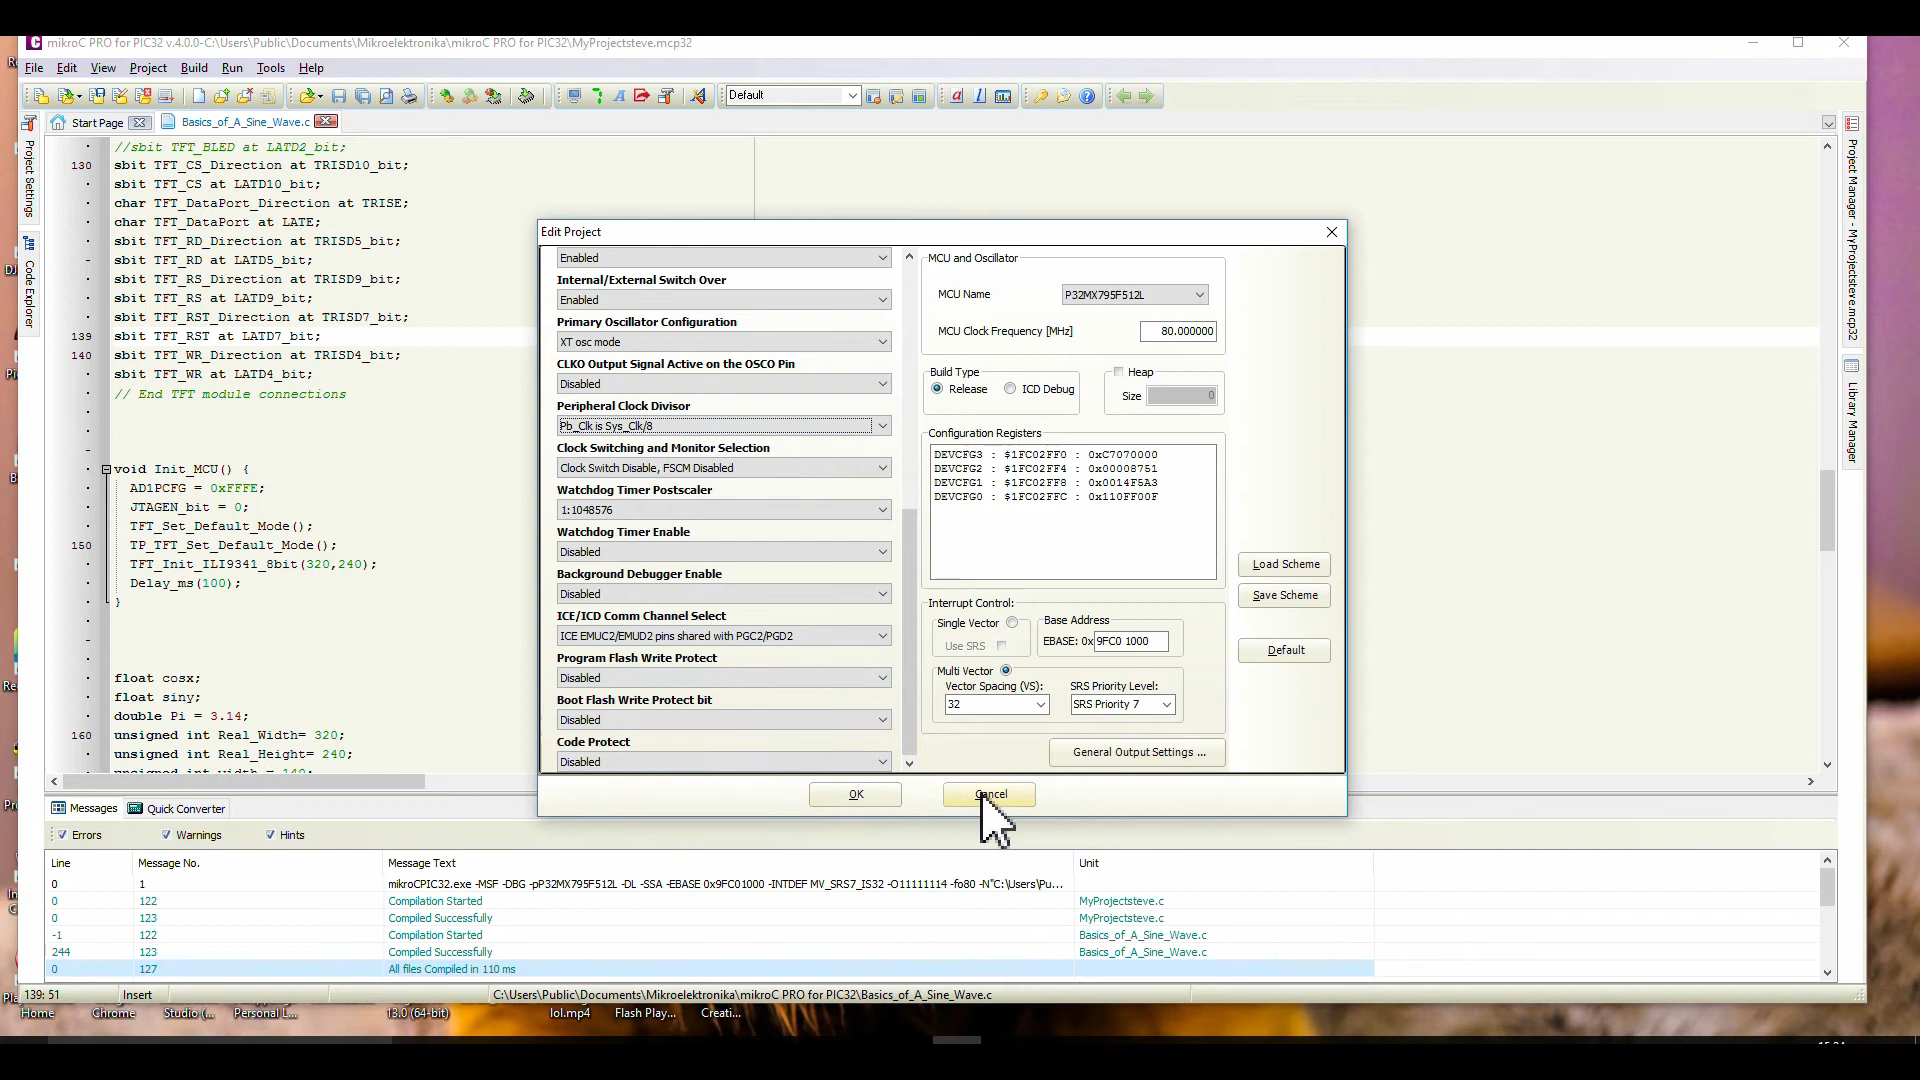 mikroC PRO for PIC32 v.4.0.0-C:\Users\Public\Documents\Mikroelektronika\mikroC PRO for PIC32\MyProjectsteve.mcp32
File Edit View Project Build Run Tools Help
Default
Start Page
Basics_of_A_Sine_Wave.c
Project Settings
Code Explorer
//sbit TFT_BLED at LATD2_bit;
130 sbit TFT_CS_Direction at TRISD10_bit;
sbit TFT_CS at LATD10_bit;
char TFT_DataPort_Direction at TRISE;
char TFT_DataPort at LATE;
sbit TFT_RD_Direction at TRISD5_bit;
sbit TFT_RD at LATD5_bit;
sbit TFT_RS_Direction at TRISD9_bit;
sbit TFT_RS at LATD9_bit;
sbit TFT_RST_Direction at TRISD7_bit;
139 sbit TFT_RST at LATD7_bit;
140 sbit TFT_WR_Direction at TRISD4_bit;
sbit TFT_WR at LATD4_bit;
// End TFT module connections
void Init_MCU() {
AD1PCFG = 0xFFFE;
JTAGEN_bit = 0;
TFT_Set_Default_Mode();
150 TP_TFT_Set_Default_Mode();
TFT_Init_ILI9341_8bit(320,240);
Delay_ms(100);
}
float cosx;
float siny;
double Pi = 3.14;
160 unsigned int Real_Width= 320;
unsigned int Real_Height= 240;
unsigned int width = 140;
Edit Project
Enabled
Internal/External Switch Over
Enabled
Primary Oscillator Configuration
XT osc mode
CLKO Output Signal Active on the OSCO Pin
Disabled
Peripheral Clock Divisor
Pb_Clk is Sys_Clk/8
Clock Switching and Monitor Selection
Clock Switch Disable, FSCM Disabled
Watchdog Timer Postscaler
1:1048576
Watchdog Timer Enable
Disabled
Background Debugger Enable
Disabled
ICE/ICD Comm Channel Select
ICE EMUC2/EMUD2 pins shared with PGC2/PGD2
Program Flash Write Protect
Disabled
Boot Flash Write Protect bit
Disabled
Code Protect
Disabled
MCU and Oscillator
MCU Name P32MX795F512L
MCU Clock Frequency [MHz] 80.000000
Build Type
Release ICD Debug
Heap
Size 0
Configuration Registers
DEVCFG3 : $1FC02FF0 : 0xC7070000
DEVCFG2 : $1FC02FF4 : 0x00008751
DEVCFG1 : $1FC02FF8 : 0x0014F5A3
DEVCFG0 : $1FC02FFC : 0x110FF00F
Load Scheme
Save Scheme
Default
Interrupt Control:
Single Vector
Use SRS
Base Address
EBASE: 0x 9FC0 1000
Multi Vector
Vector Spacing (VS): SRS Priority Level:
32 SRS Priority 7
General Output Settings ...
OK Cancel
Project Manager - MyProjectsteve.mcp32
Library Manager
Messages Quick Converter
Errors Warnings Hints
Line Message No. Message Text Unit
0 1 mikroCPIC32.exe -MSF -DBG -pP32MX795F512L -DL -SSA -EBASE 0x9FC01000 -INTDEF MV_SRS7_IS32 -O11111114 -fo80 -N"C:\Users\Pu...
0 122 Compilation Started MyProjectsteve.c
0 123 Compiled Successfully MyProjectsteve.c
-1 122 Compilation Started Basics_of_A_Sine_Wave.c
244 123 Compiled Successfully Basics_of_A_Sine_Wave.c
0 127 All files Compiled in 110 ms
139: 51 Insert C:\Users\Public\Documents\Mikroelektronika\mikroC PRO for PIC32\Basics_of_A_Sine_Wave.c
Home Chrome Studio (... Personal L... 13.0 (64-bit) lol.mp4 Flash Play... Creati...